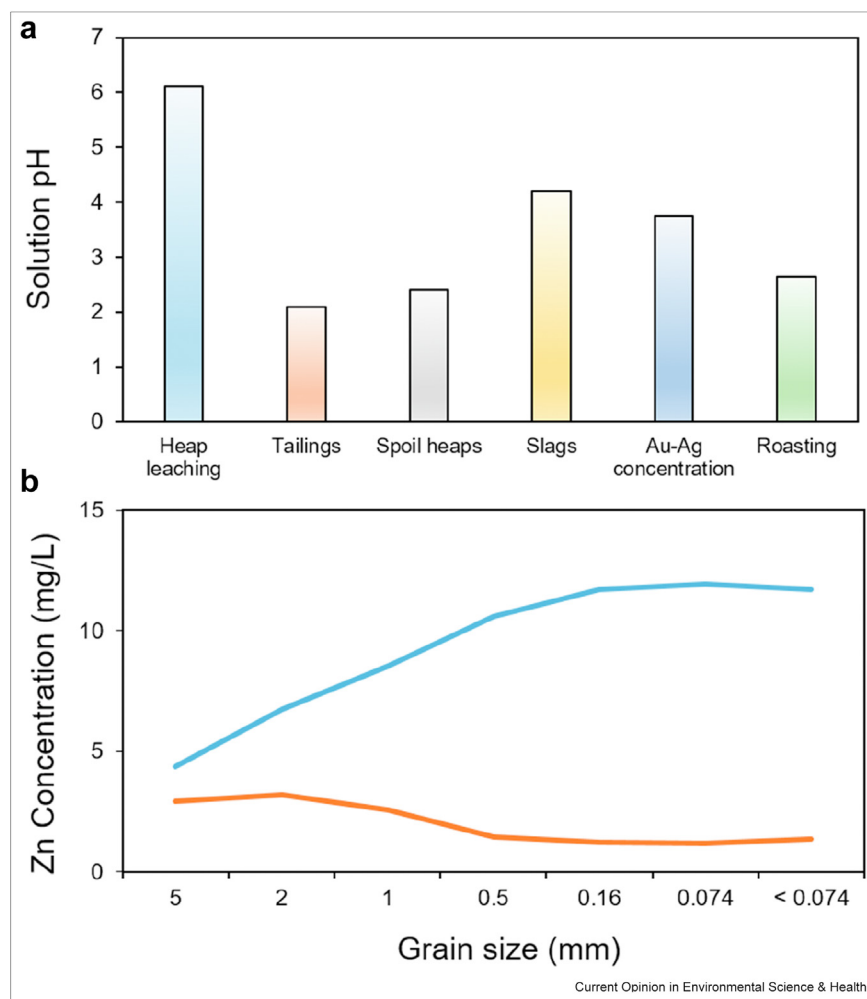 a
7
6
5
4
3
2
1
0
Solution pH
Heap
leaching
Tailings
Spoil heaps
Slags
Au-Ag
concentration
Roasting
b
15
10
5
0
Zn Concentration (mg/L)
5
2
1
0.5
0.16
0.074
< 0.074
Grain size (mm)
Current Opinion in Environmental Science & Health